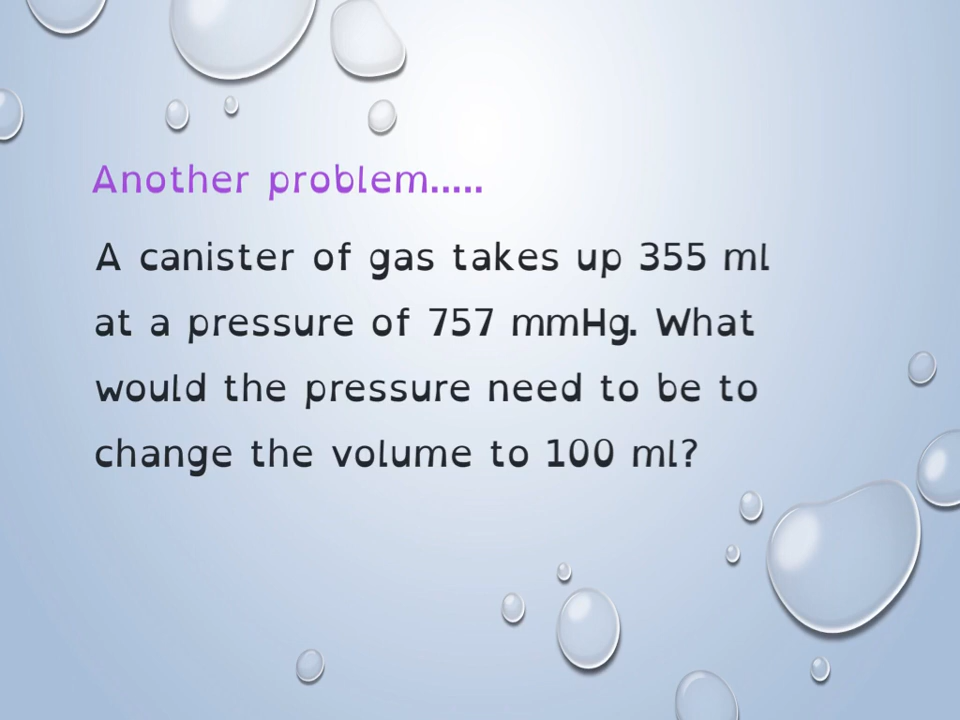 Another problem.....
A canister of gas takes up 355 ml
at a pressure of 757 mmHg. What
would the pressure need to be to
change the volume to 100 ml?